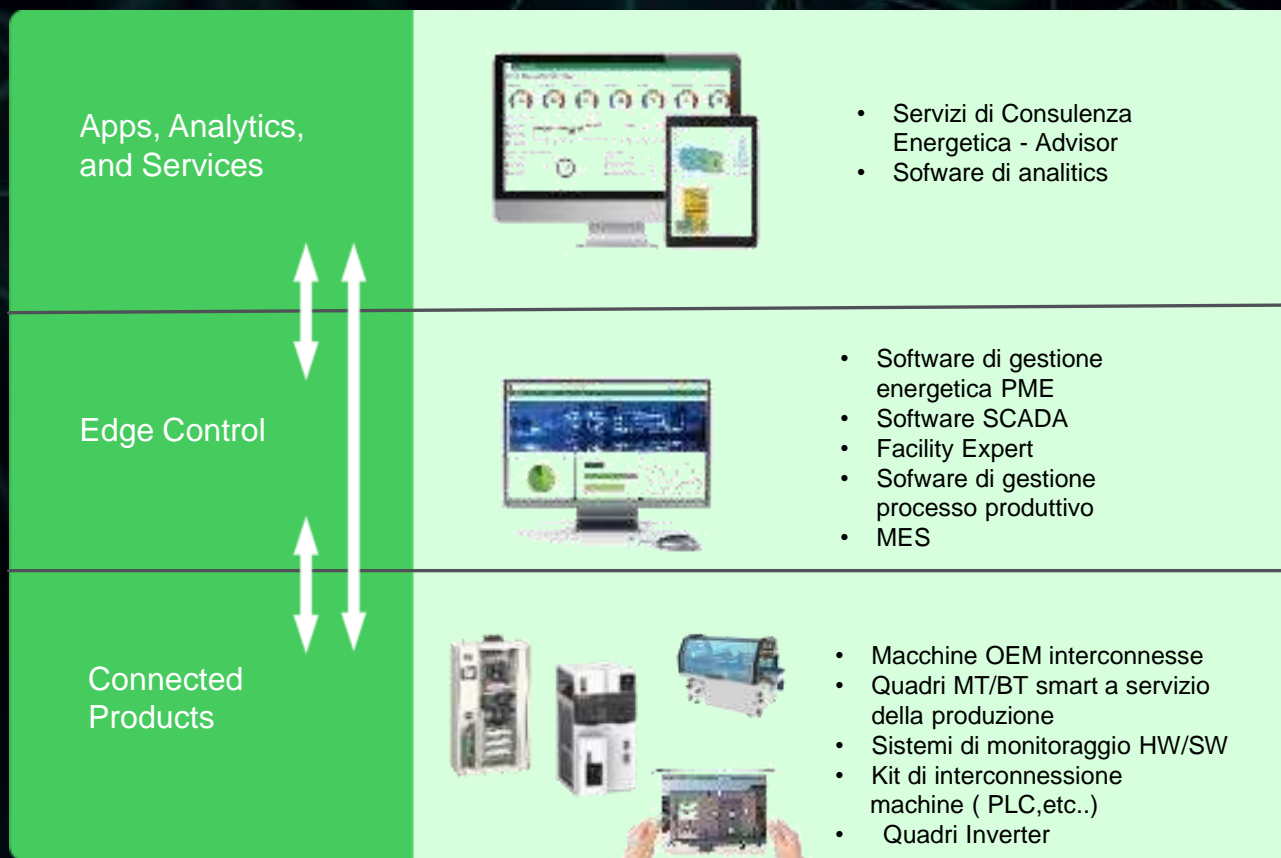 Apps, Analytics,
and Services
• Servizi di Consulenza
Energetica - Advisor
• Sofware di analitics
Edge Control
• Software di gestione
energetica PME
• Software SCADA
• Facility Expert
• Sofware di gestione
processo produttivo
• MES
Connected
Products
• Macchine OEM interconnesse
• Quadri MT/BT smart a servizio
della produzione
• Sistemi di monitoraggio HW/SW
• Kit di interconnessione
machine ( PLC,etc..)
• Quadri Inverter